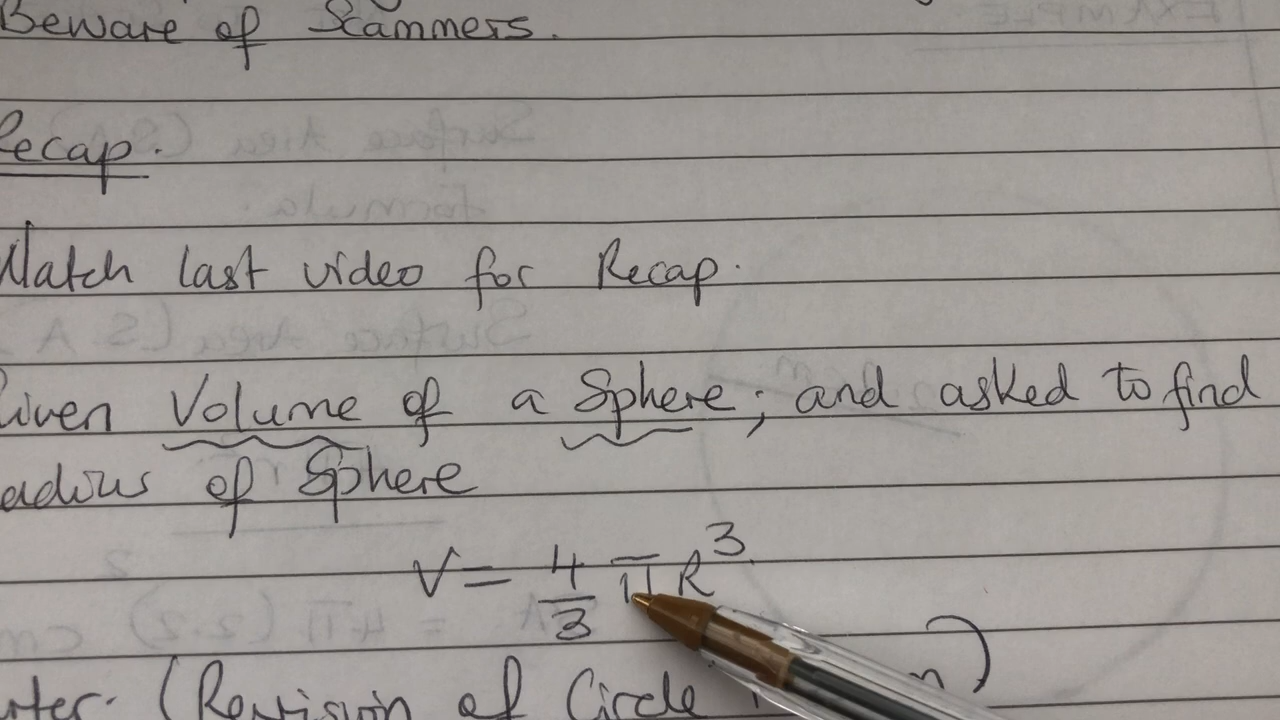 Beware of Scammers.
Recap.
Watch last video for Recap.
Given Volume of a Sphere; and asked to find
radius of Sphere
V = 4/3 π R³
(Revision of Circle